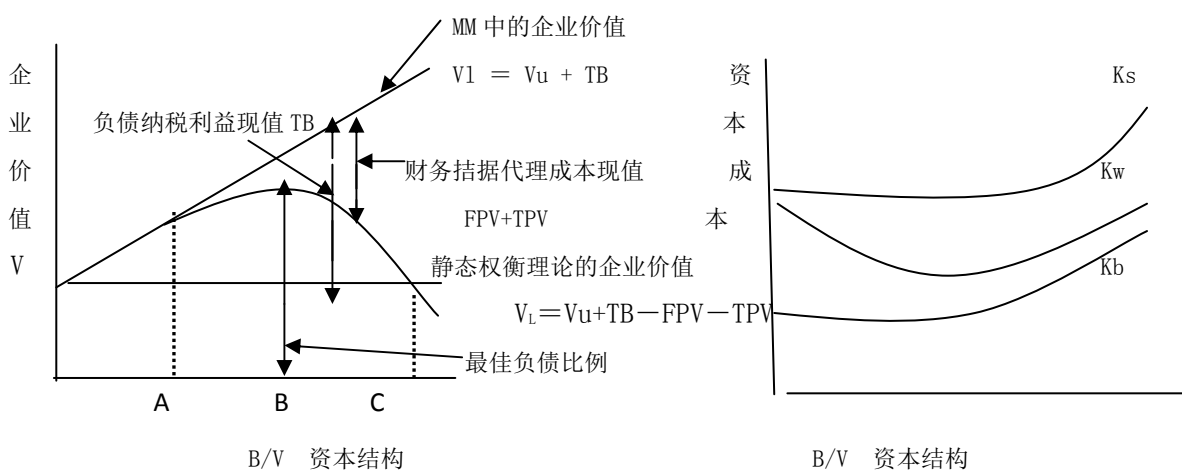 MM 中的企业价值
Vl = Vu + TB
企业价值 V
负债纳税利益现值 TB
财务拮据代理成本现值
FPV+TPV
静态权衡理论的企业价值
VL=Vu+TB-FPV-TPV
最佳负债比例
A B C
B/V 资本结构
资本成本
Ks
Kw
Kb
B/V 资本结构